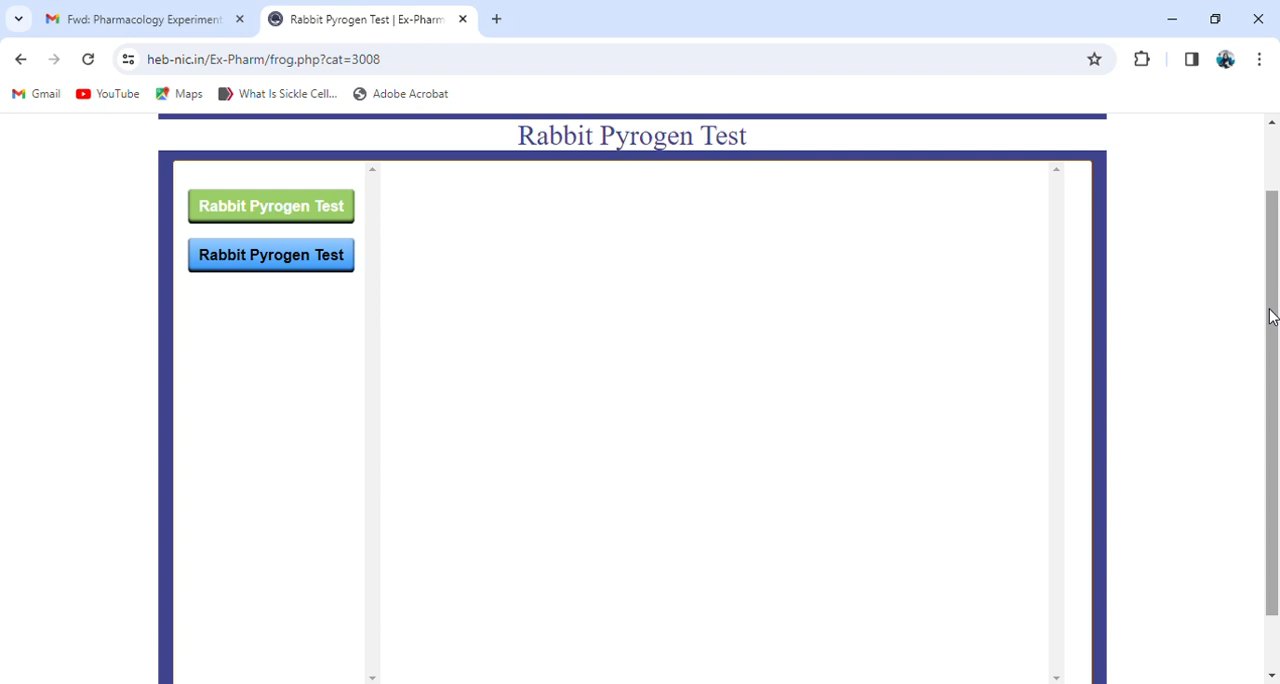 Fwd: Pharmacology Experiment
Rabbit Pyrogen Test | Ex-Pharm
heb-nic.in/Ex-Pharm/frog.php?cat=3008
Gmail
YouTube
Maps
What Is Sickle Cell...
Adobe Acrobat
Rabbit Pyrogen Test
Rabbit Pyrogen Test
Rabbit Pyrogen Test